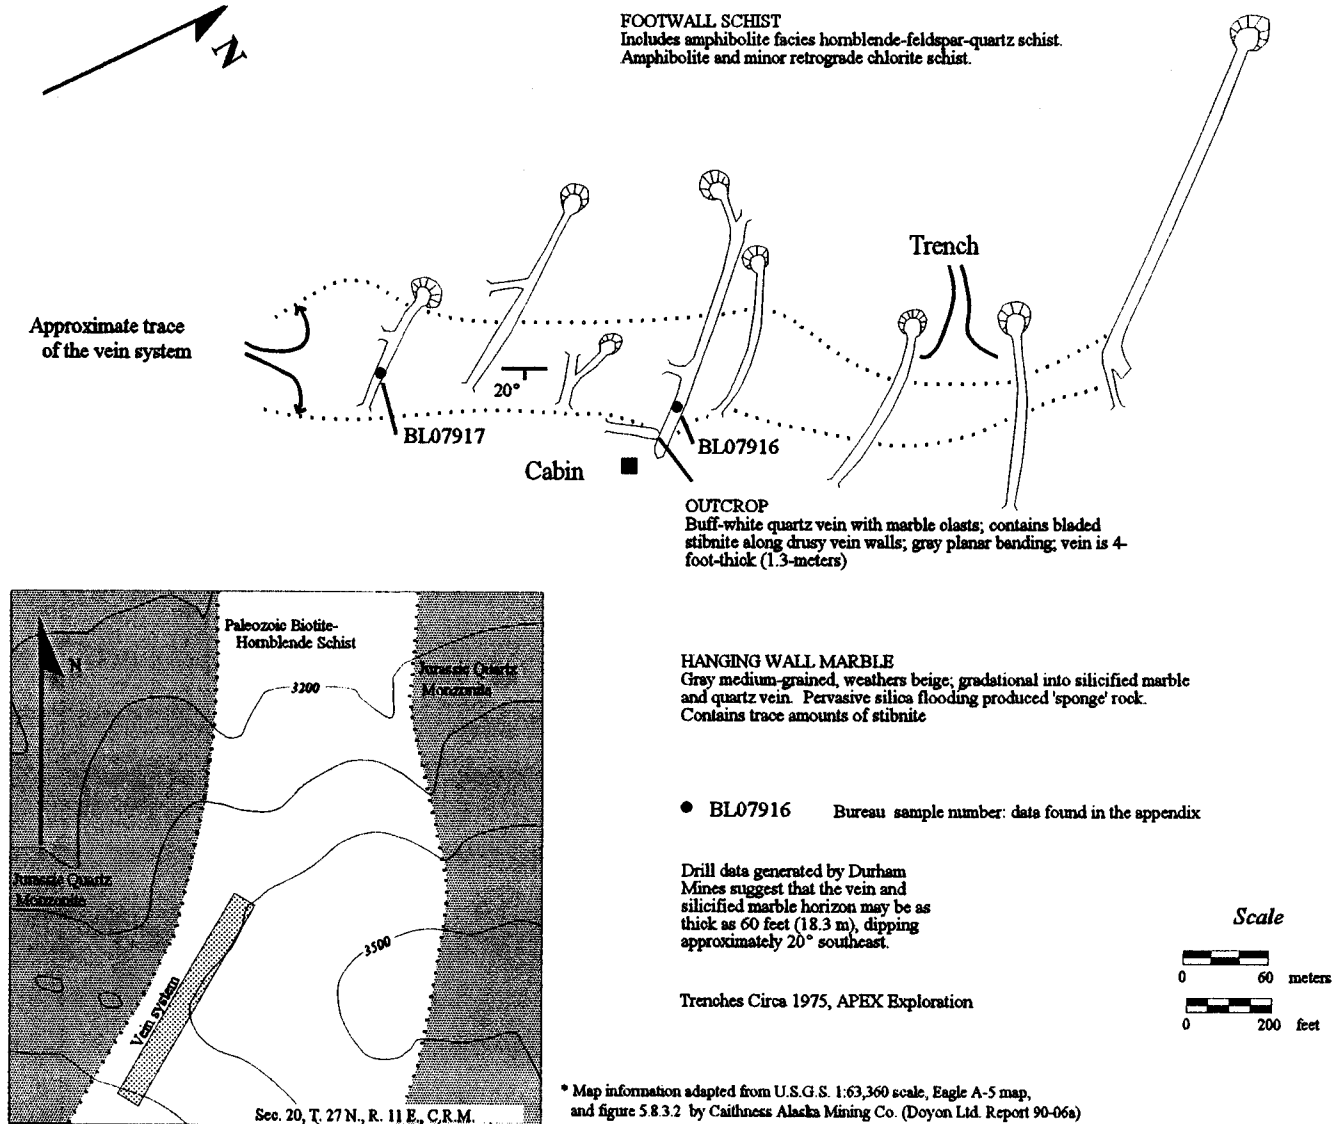 FOOTWALL SCHIST
Includes amphibolite facies hornblende-feldspar-quartz schist.
Amphibolite and minor retrograde chlorite schist.
N
Trench
Approximate trace
of the vein system
20°
BL07917
BL07916
Cabin
OUTCROP
Buff-white quartz vein with marble clasts; contains bladed
stibnite along drusy vein walls; gray planar banding; vein is 4-
foot-thick (1.3-meters)
Paleozoic Biotite-
Hornblende Schist
N
Jurassic Quartz
Monzonite
3200
Jurassic Quartz
Monzonite
3500
Vein system
Sec. 20, T. 27 N., R. 11 E., C.R.M.
HANGING WALL MARBLE
Gray medium-grained, weathers beige; gradational into silicified marble
and quartz vein. Pervasive silica flooding produced 'sponge' rock.
Contains trace amounts of stibnite
BL07916 Bureau sample number: data found in the appendix
Drill data generated by Durham
Mines suggest that the vein and
silicified marble horizon may be as
thick as 60 feet (18.3 m), dipping
approximately 20° southeast.
Trenches Circa 1975, APEX Exploration
Scale
0 60 meters
0 200 feet
* Map information adapted from U.S.G.S. 1:63,360 scale, Eagle A-5 map,
and figure 5.8.3.2 by Caithness Alaska Mining Co. (Doyon Ltd. Report 90-06a)